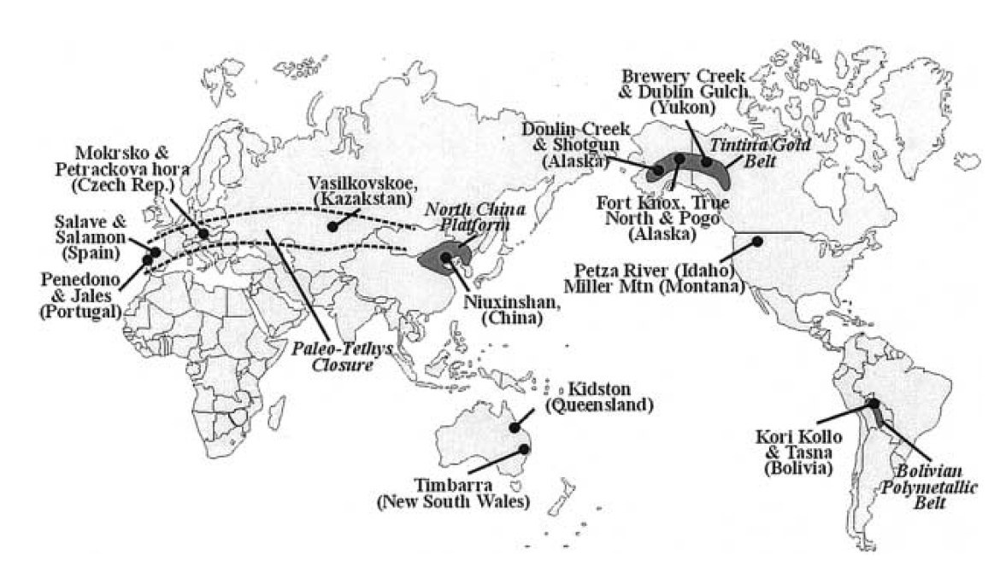 Brewery Creek
& Dublin Gulch
(Yukon)
Donlin Creek
& Shotgun
(Alaska)
Tintina Gold
Belt
Mokrsko &
Petrackova hora
(Czech Rep.)
Vasilkovskoe,
(Kazakstan)
North China
Platform
Fort Knox, True
North & Pogo
(Alaska)
Salave &
Salamon
(Spain)
Penedono
& Jales
(Portugal)
Petza River (Idaho)
Miller Mtn (Montana)
Niuxinshan,
(China)
Paleo-Tethys
Closure
Kidston
(Queensland)
Kori Kollo
& Tasna
(Bolivia)
Timbarra
(New South Wales)
Bolivian
Polymetallic
Belt